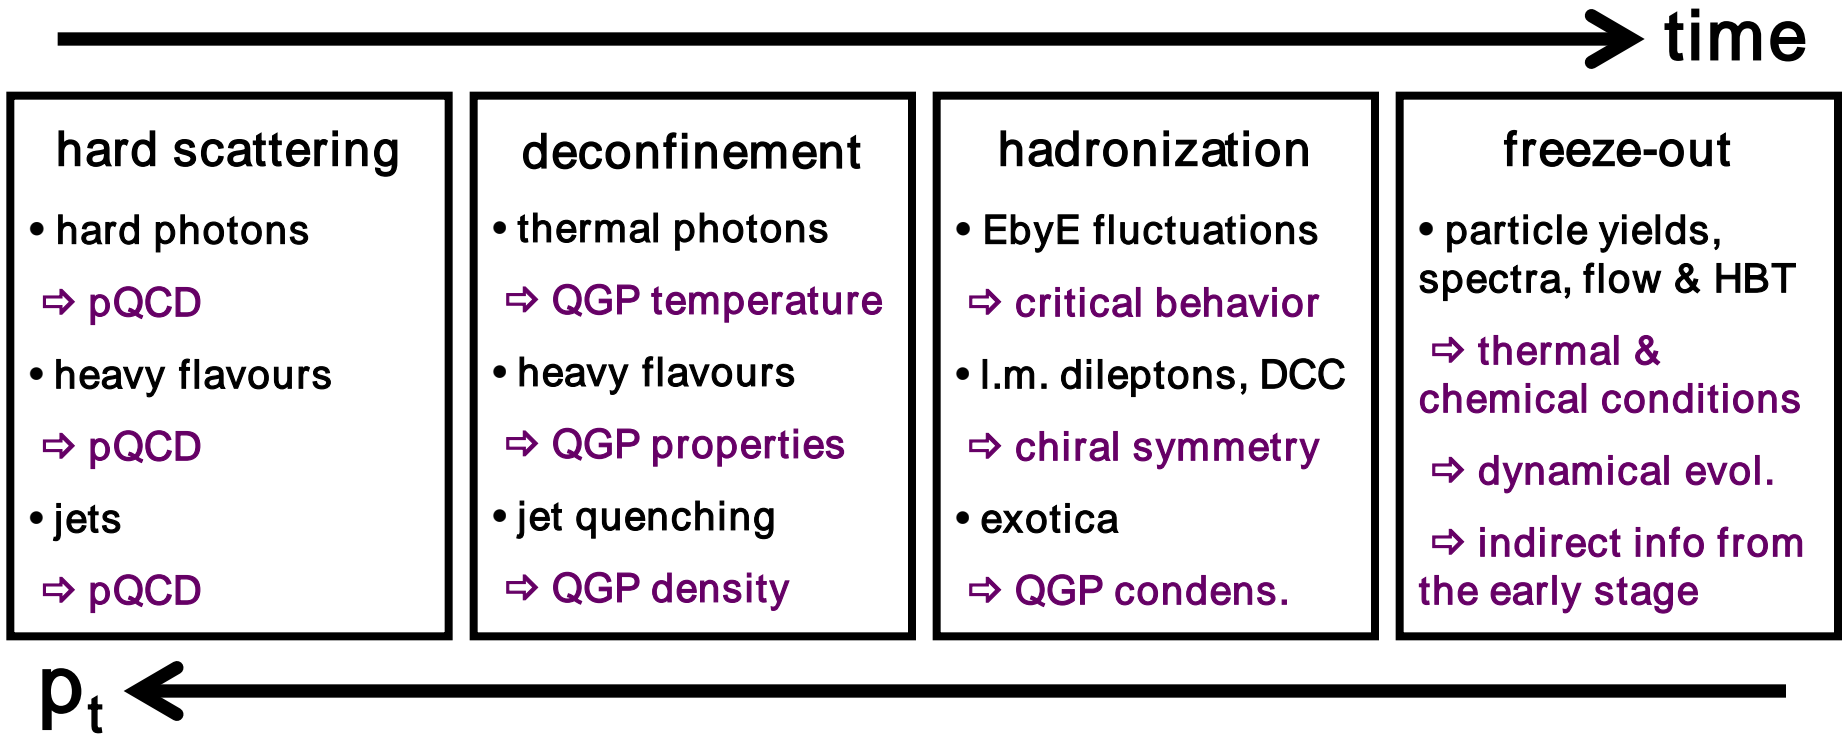 time
hard scattering
• hard photons
⇨ pQCD
• heavy flavours
⇨ pQCD
• jets
⇨ pQCD
deconfinement
• thermal photons
⇨ QGP temperature
• heavy flavours
⇨ QGP properties
• jet quenching
⇨ QGP density
hadronization
• EbyE fluctuations
⇨ critical behavior
• l.m. dileptons, DCC
⇨ chiral symmetry
• exotica
⇨ QGP condens.
freeze-out
• particle yields,
spectra, flow & HBT
⇨ thermal &
chemical conditions
⇨ dynamical evol.
⇨ indirect info from
the early stage
pt